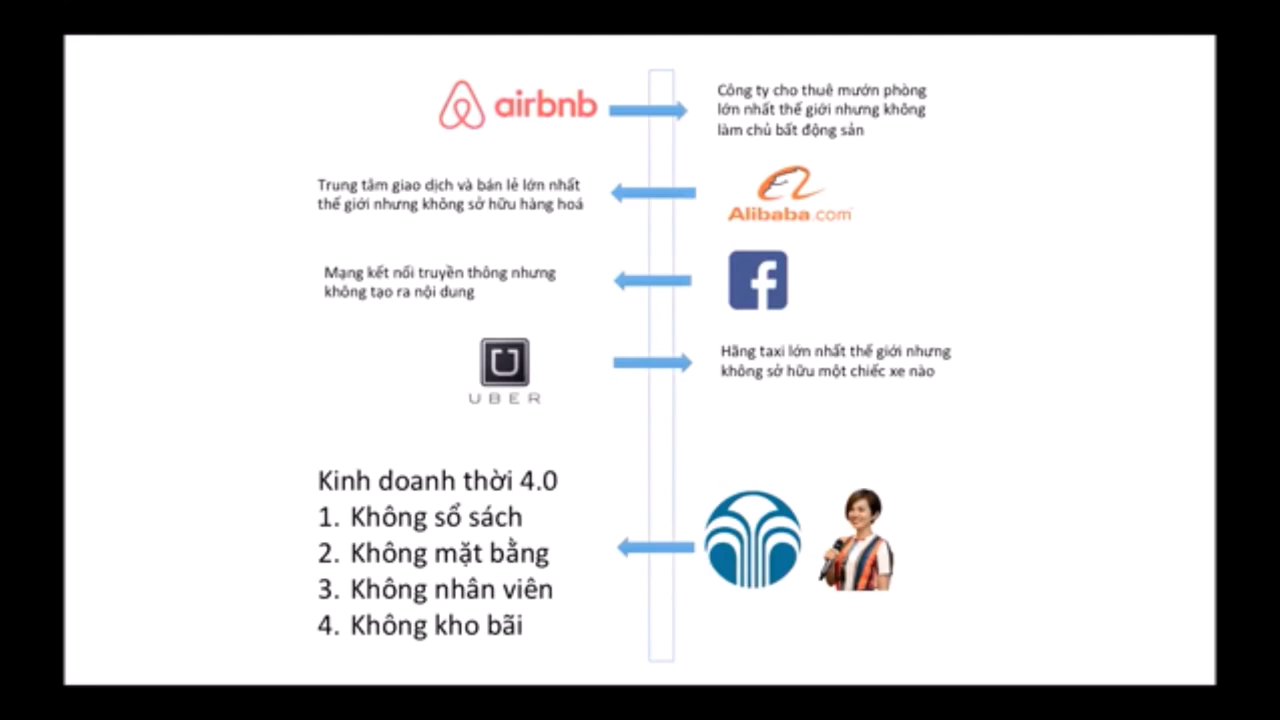 airbnb
Công ty cho thuê mướn phòng
lớn nhất thế giới nhưng không
làm chủ bất động sản
Trung tâm giao dịch và bán lẻ lớn nhất
thế giới nhưng không sở hữu hàng hoá
Alibaba.com
Mạng kết nối truyền thông nhưng
không tạo ra nội dung
f
U
UBER
Hãng taxi lớn nhất thế giới nhưng
không sở hữu một chiếc xe nào
Kinh doanh thời 4.0
1. Không sổ sách
2. Không mặt bằng
3. Không nhân viên
4. Không kho bãi